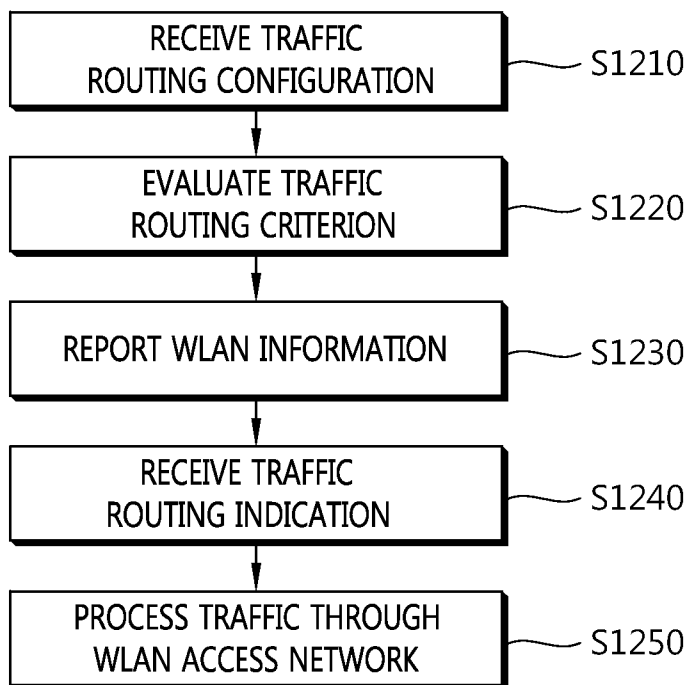 RECEIVE TRAFFIC
ROUTING CONFIGURATION
S1210
EVALUATE TRAFFIC
ROUTING CRITERION
S1220
REPORT WLAN INFORMATION
S1230
RECEIVE TRAFFIC
ROUTING INDICATION
S1240
PROCESS TRAFFIC THROUGH
WLAN ACCESS NETWORK
S1250